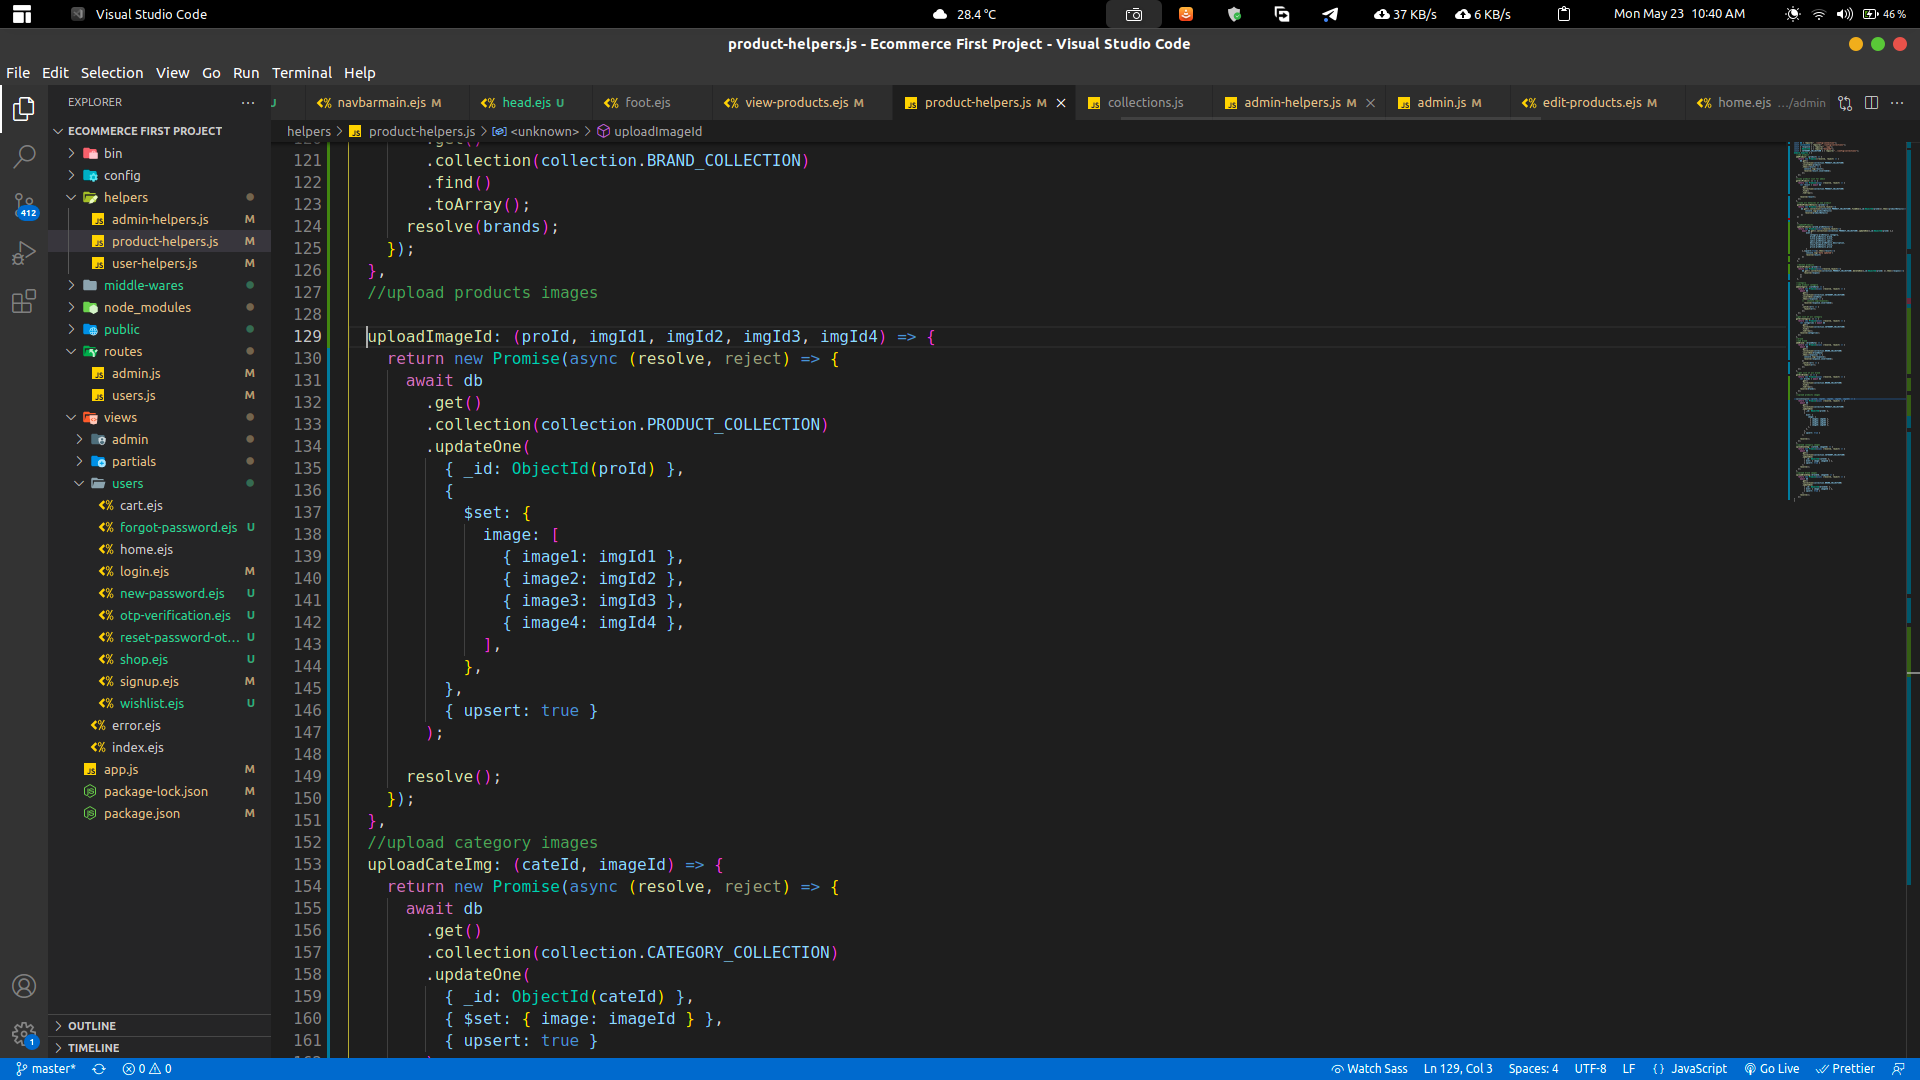 Visual Studio Code
28.4 °C
37 KB/s
6 KB/s
Mon May 23 10:40 AM
46 %
product-helpers.js - Ecommerce First Project - Visual Studio Code
File Edit Selection View Go Run Terminal Help
EXPLORER
U
navbarmain.ejs M
head.ejs U
foot.ejs
view-products.ejs M
product-helpers.js M
collections.js
admin-helpers.js M
admin.js M
edit-products.ejs M
home.ejs .../admin
helpers > product-helpers.js > <unknown> > uploadImageId
ECOMMERCE FIRST PROJECT
bin
config
helpers
admin-helpers.js M
product-helpers.js M
user-helpers.js M
middle-wares
node_modules
public
routes
admin.js M
users.js M
views
admin
partials
users
cart.ejs
forgot-password.ejs U
home.ejs
login.ejs M
new-password.ejs U
otp-verification.ejs U
reset-password-ot... U
shop.ejs U
signup.ejs M
wishlist.ejs U
error.ejs
index.ejs
app.js M
package-lock.json M
package.json M
OUTLINE
TIMELINE
412
1
120 .get()
121 .collection(collection.BRAND_COLLECTION)
122 .find()
123 .toArray();
124 resolve(brands);
125 });
126 },
127 //upload products images
128
129 uploadImageId: (proId, imgId1, imgId2, imgId3, imgId4) => {
130 return new Promise(async (resolve, reject) => {
131 await db
132 .get()
133 .collection(collection.PRODUCT_COLLECTION)
134 .updateOne(
135 { _id: ObjectId(proId) },
136 {
137 $set: {
138 image: [
139 { image1: imgId1 },
140 { image2: imgId2 },
141 { image3: imgId3 },
142 { image4: imgId4 },
143 ],
144 },
145 },
146 { upsert: true }
147 );
148
149 resolve();
150 });
151 },
152 //upload category images
153 uploadCateImg: (cateId, imageId) => {
154 return new Promise(async (resolve, reject) => {
155 await db
156 .get()
157 .collection(collection.CATEGORY_COLLECTION)
158 .updateOne(
159 { _id: ObjectId(cateId) },
160 { $set: { image: imageId } },
161 { upsert: true }
master* 0 0
Watch Sass Ln 129, Col 3 Spaces: 4 UTF-8 LF {} JavaScript Go Live Prettier